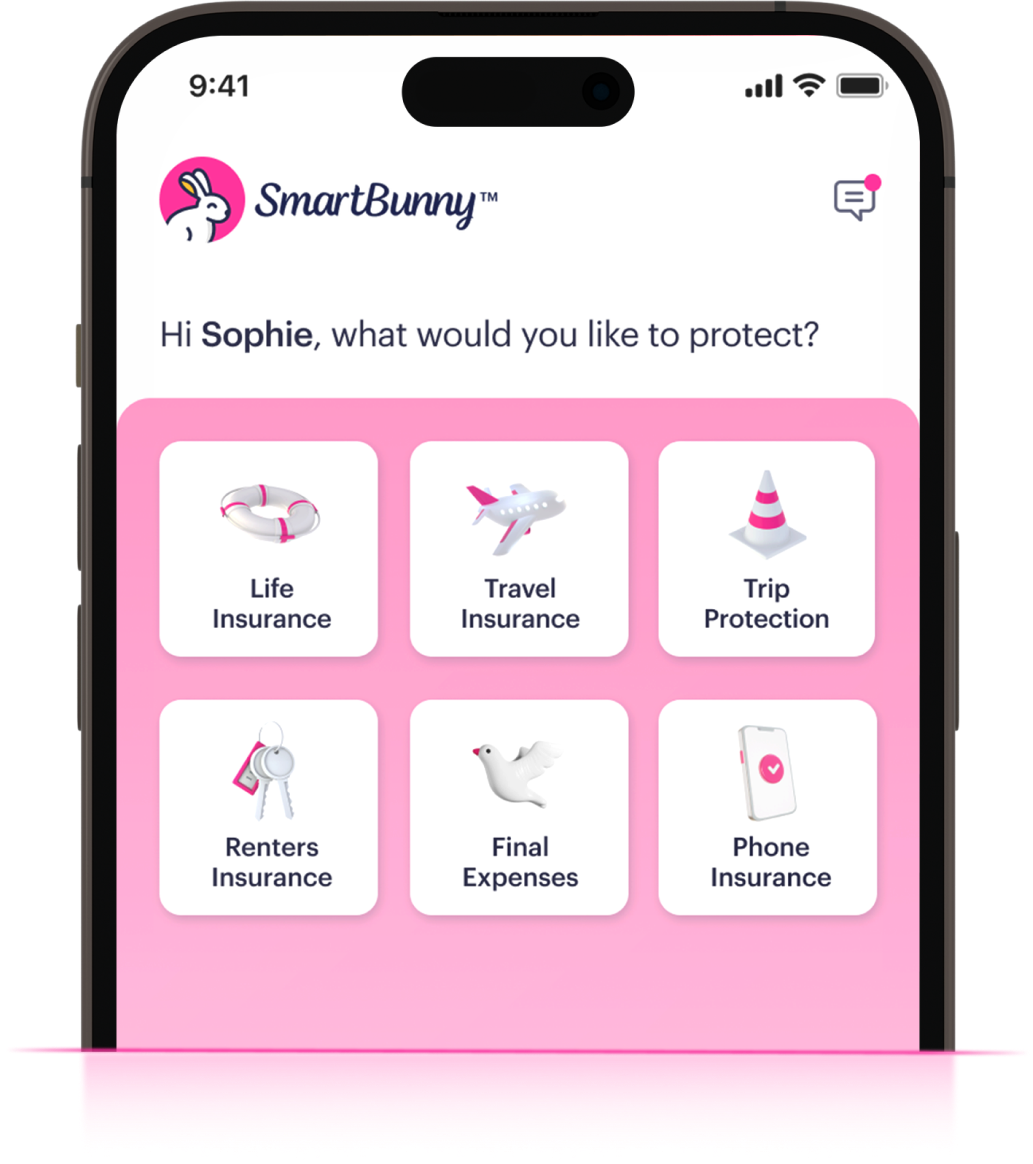 9:41
SmartBunny™
Hi Sophie, what would you like to protect?
Life
Insurance
Travel
Insurance
Trip
Protection
Renters
Insurance
Final
Expenses
Phone
Insurance